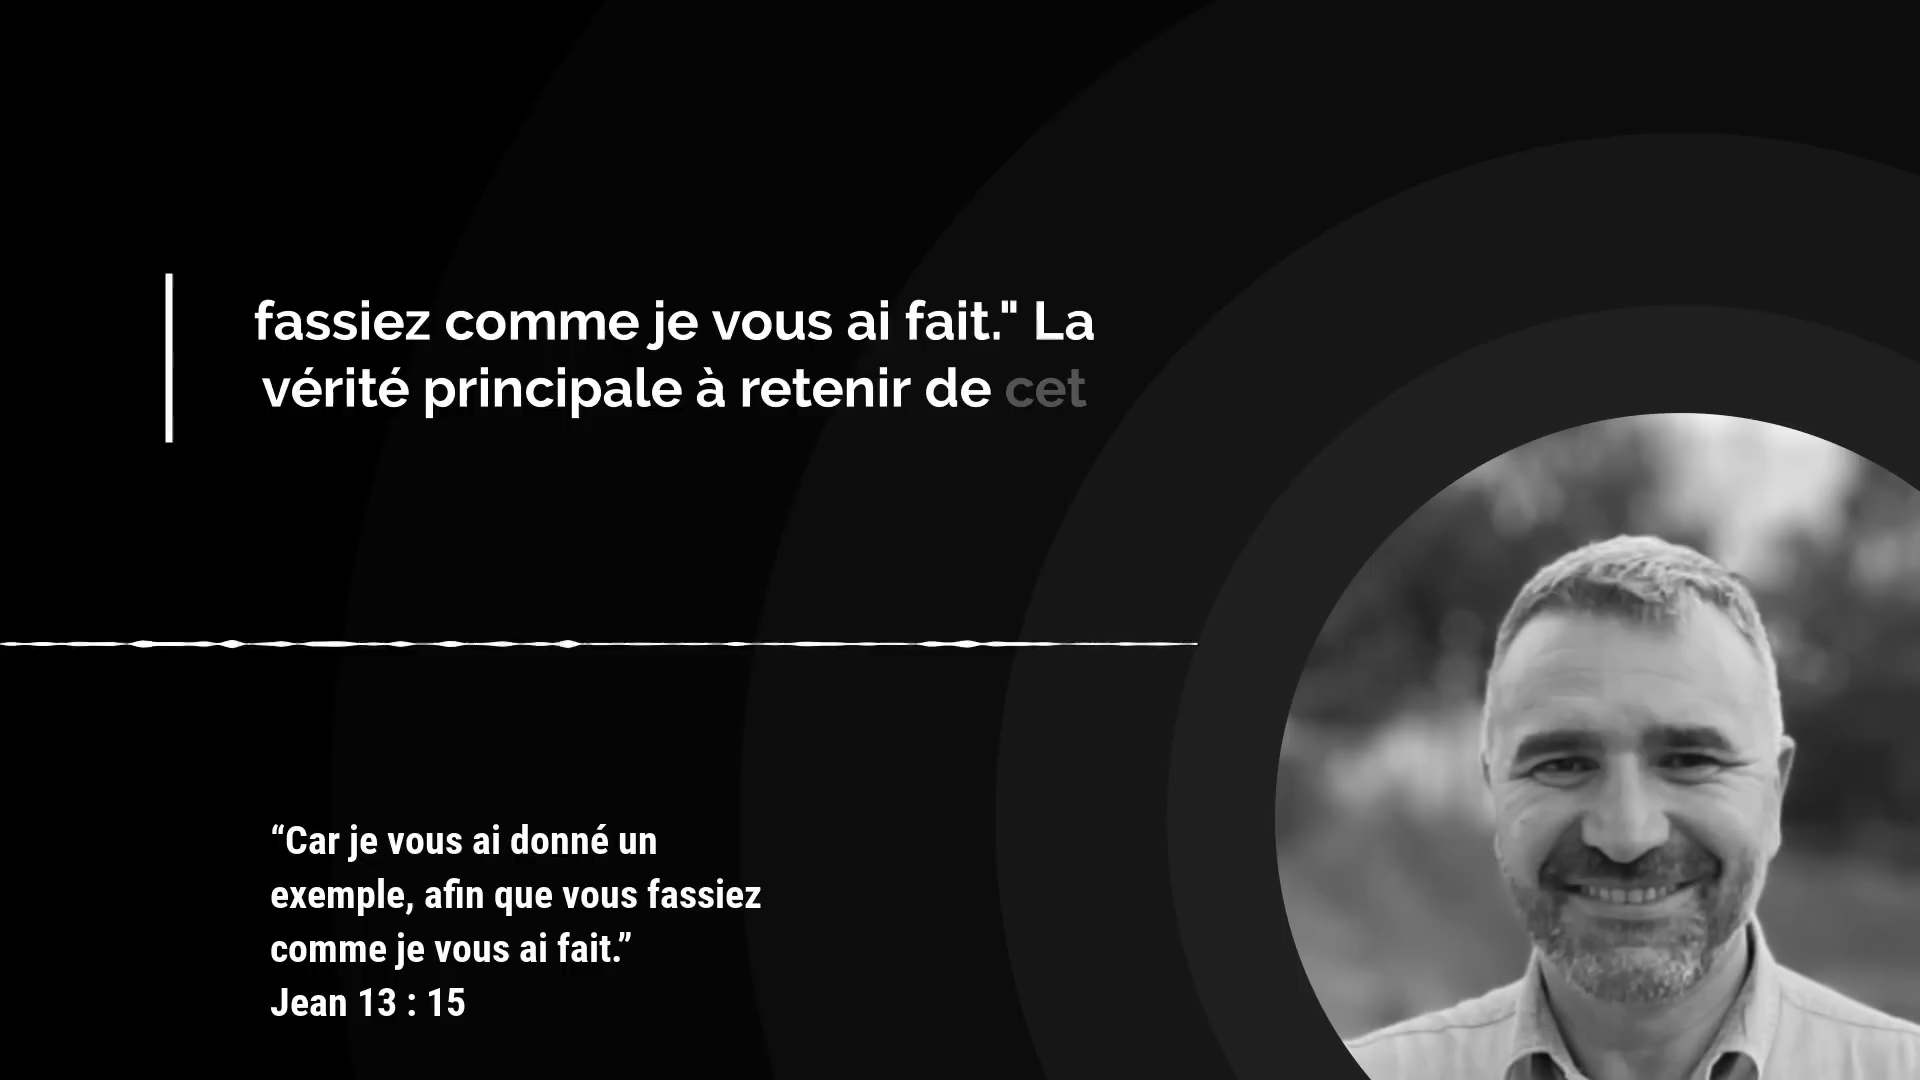 fassiez comme je vous ai fait." La
vérité principale à retenir de cet
“Car je vous ai donné un
exemple, afin que vous fassiez
comme je vous ai fait.”
Jean 13 : 15